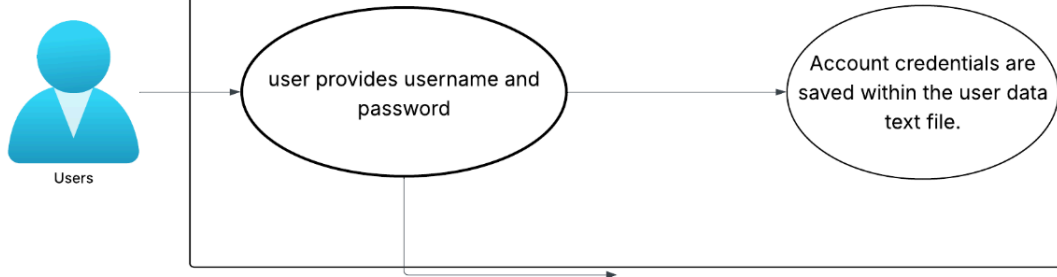 Users
user provides username and
password
Account credentials are
saved within the user data
text file.